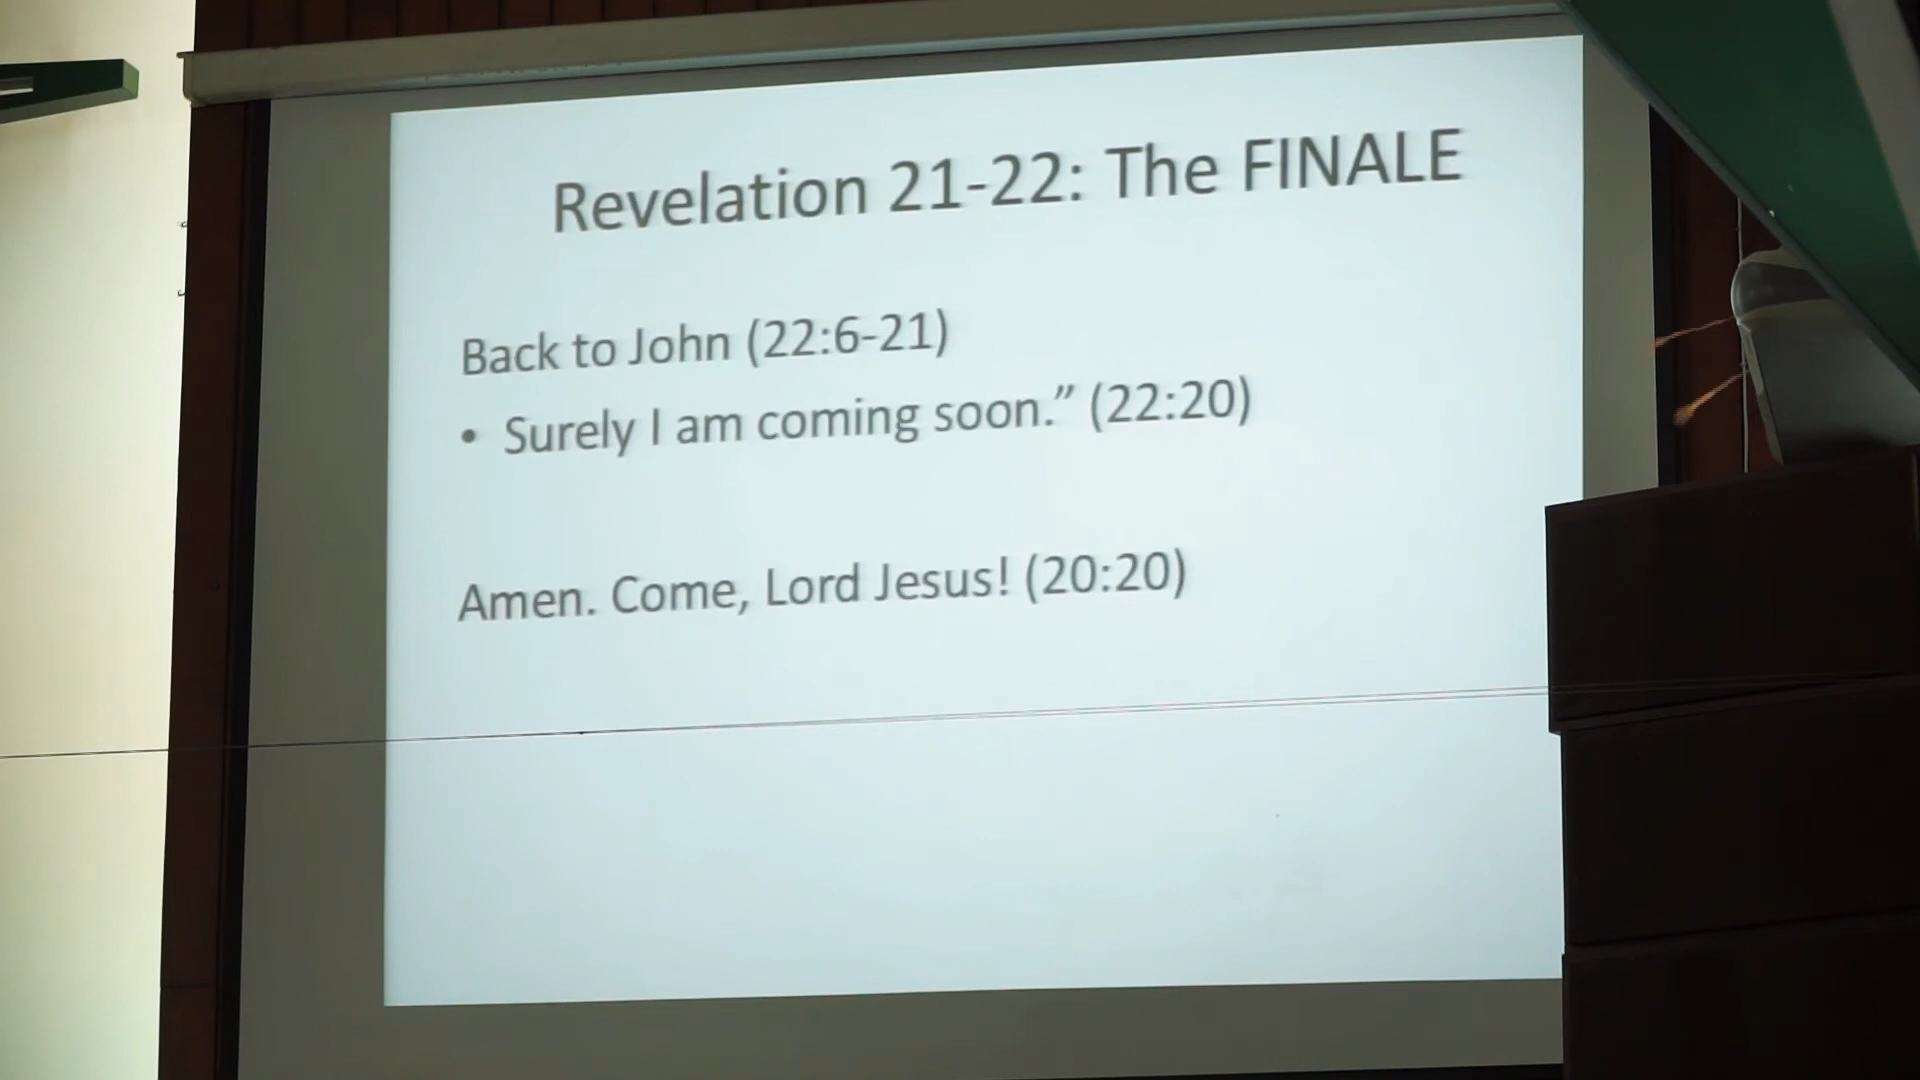 Revelation 21-22: The FINALE
Back to John (22:6-21)
• Surely I am coming soon.” (22:20)
Amen. Come, Lord Jesus! (20:20)